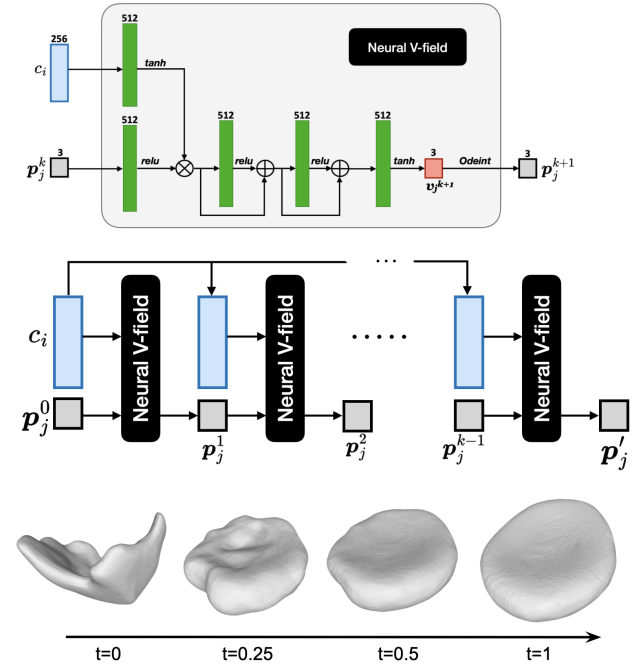 512
256
Neural V-field
c_i
tanh
512
512
512
512
3
relu
relu
relu
tanh
3
Odeint
3
p_j^k
v_j^{k+1}
p_j^{k+1}
...
c_i
Neural V-field
Neural V-field
.....
Neural V-field
p_j^0
p_j^1
p_j^2
p_j^{k-1}
p_j'
t=0
t=0.25
t=0.5
t=1